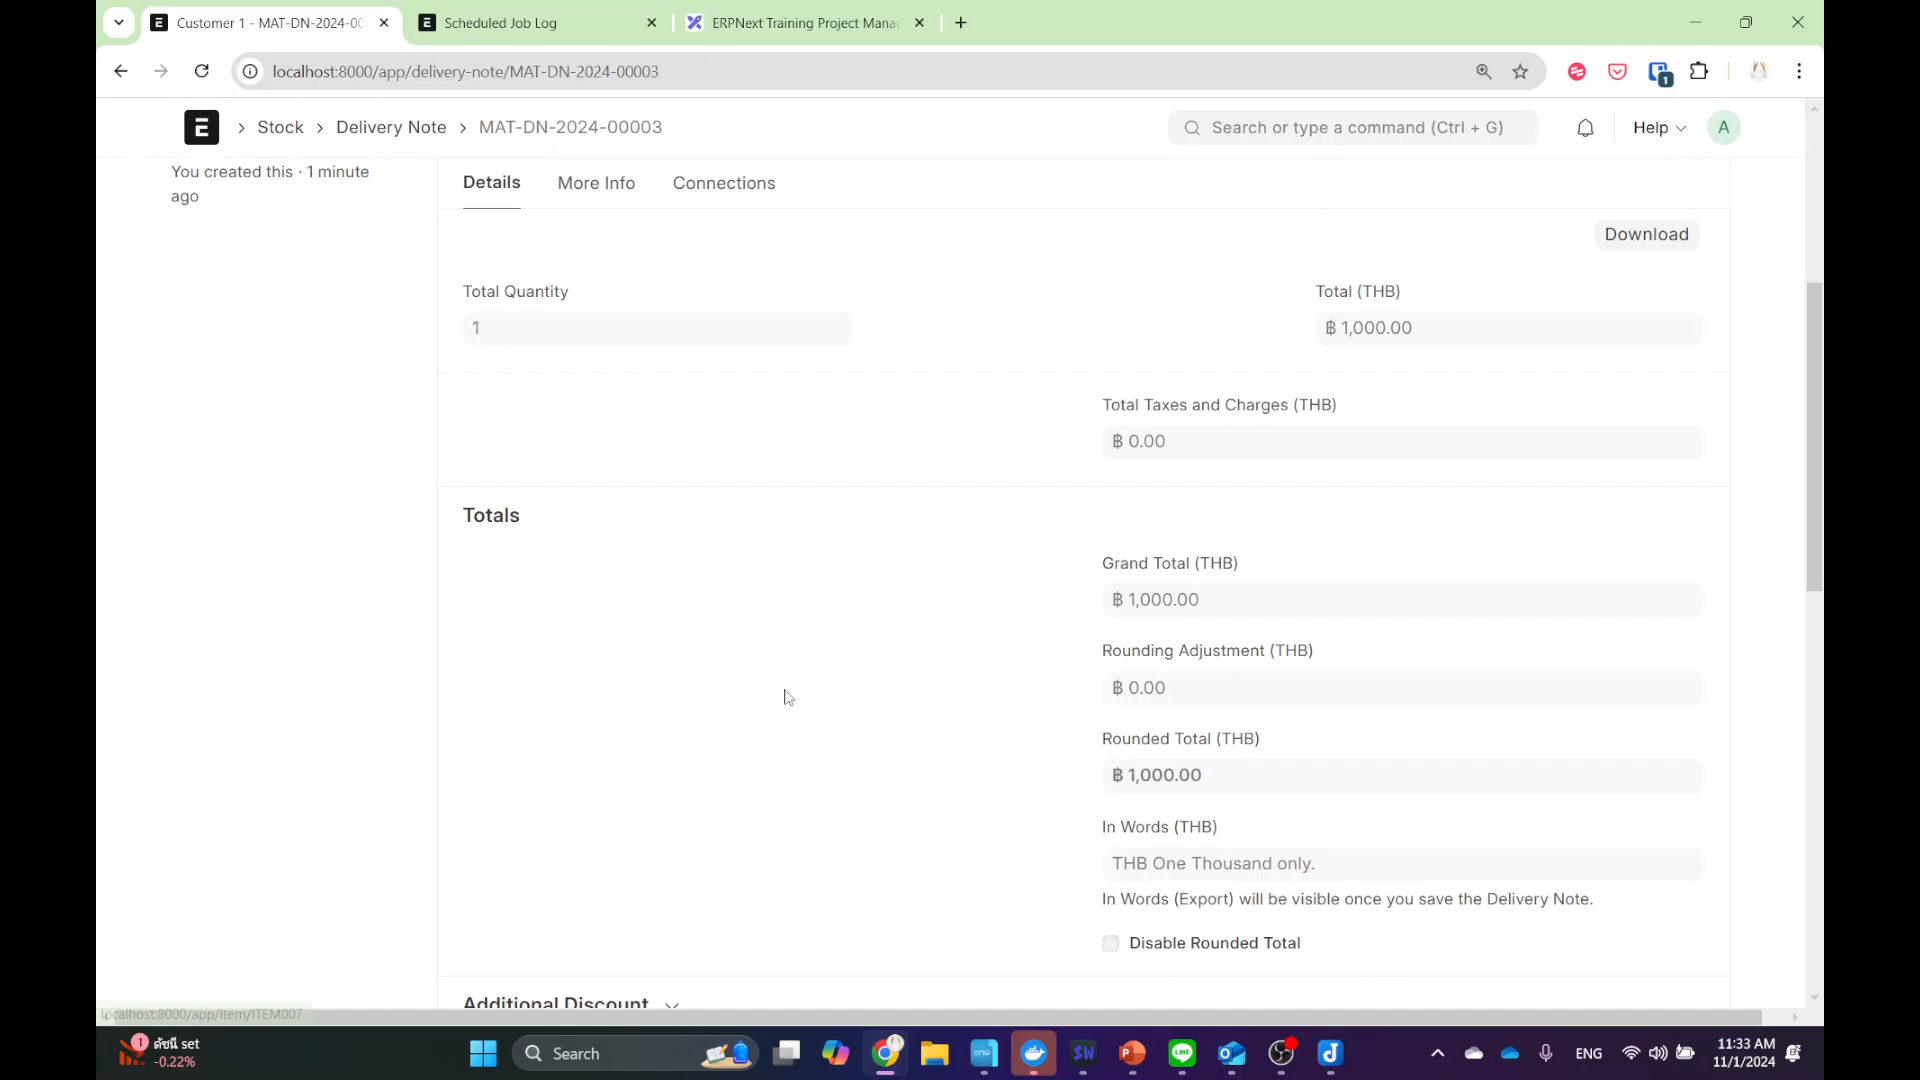 Customer 1 - MAT-DN-2024-00
Scheduled Job Log
ERPNext Training Project Mana
localhost:8000/app/delivery-note/MAT-DN-2024-00003
1
E > Stock > Delivery Note > MAT-DN-2024-00003
Search or type a command (Ctrl + G)
Help
A
You created this · 1 minute
ago
Details
More Info
Connections
Download
Total Quantity
1
Total (THB)
฿ 1,000.00
Total Taxes and Charges (THB)
฿ 0.00
Totals
Grand Total (THB)
฿ 1,000.00
Rounding Adjustment (THB)
฿ 0.00
Rounded Total (THB)
฿ 1,000.00
In Words (THB)
THB One Thousand only.
In Words (Export) will be visible once you save the Delivery Note.
Disable Rounded Total
Additional Discount
localhost:8000/app/item/ITEM007
1
ดัชนี set
-0.22%
Search
ENG
11:33 AM
11/1/2024